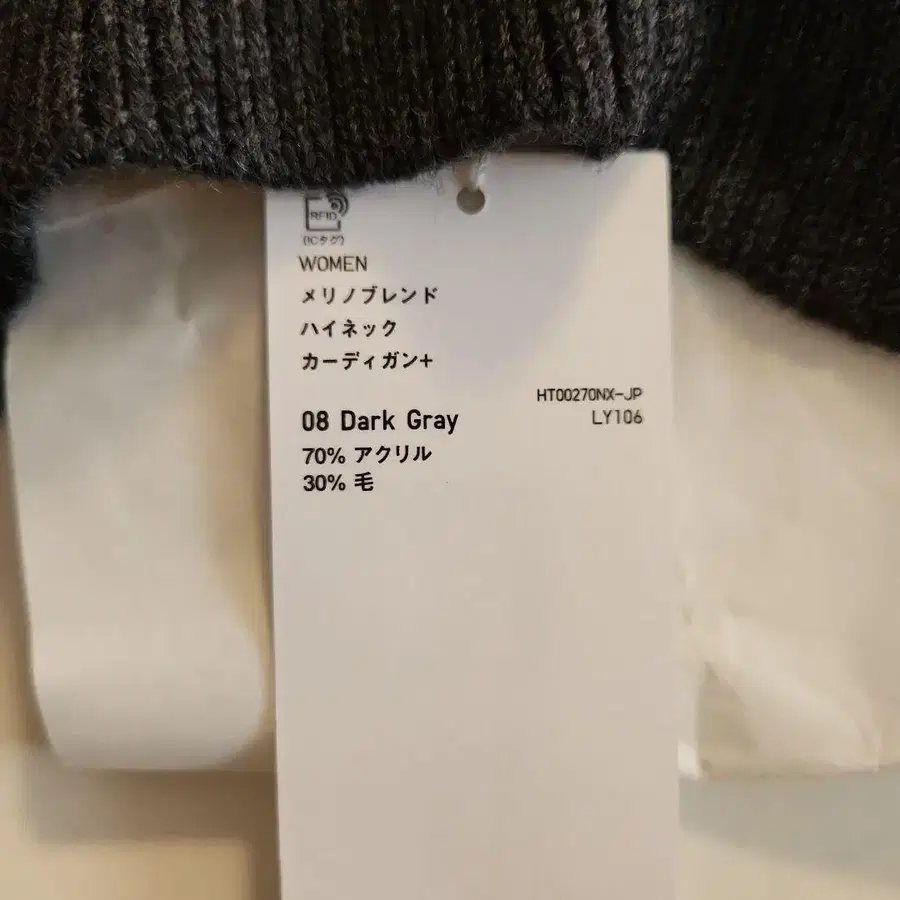 RFID
(ICタグ)
WOMEN
メリノブレンド
ハイネック
カーディガン+
HT00270NX-JP
08 Dark Gray
LY106
70% アクリル
30% 毛